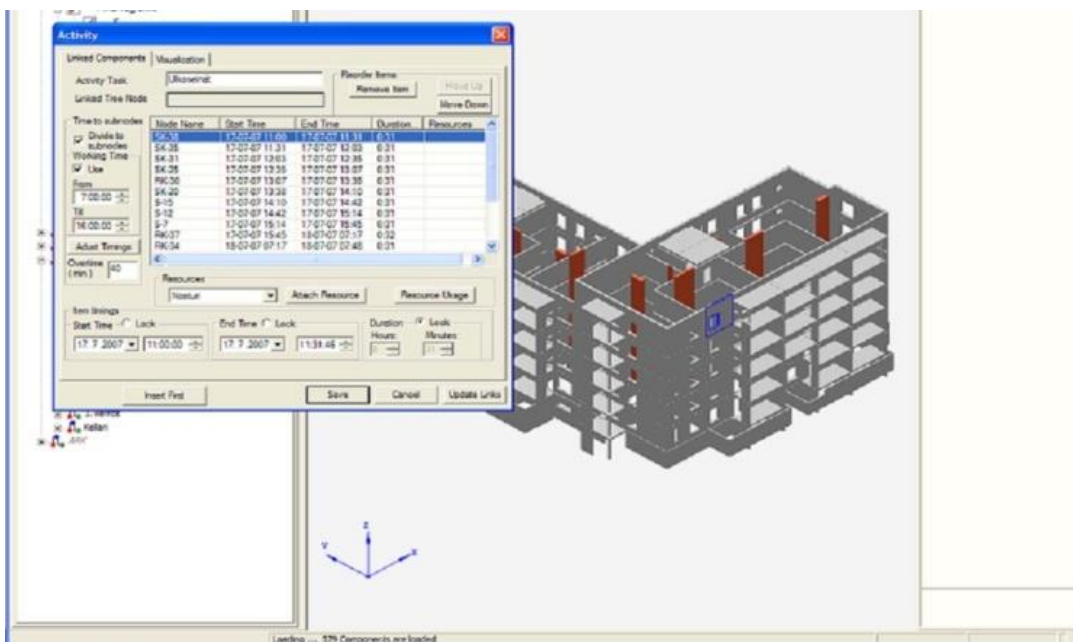 Activity
Linked Components Visualization
Activity Task Ulkoseinat Reorder Items
Remove Item Move Up
Linked Tree Node Move Down
Time to subnodes Node Name Start Time End Time Duration Resources
Divide to subnodes
17-07-07 11:00 17-07-07 11:31 0:31
SK-35 17-07-07 11:31 17-07-07 12:03 0:31
Working Time SK-31 17-07-07 12:03 17-07-07 12:35 0:31
Use 17-07-07 12:35 17-07-07 13:07 0:31
From 17-07-07 13:07 17-07-07 13:38 0:31
7:00:00 17-07-07 13:38 17-07-07 14:10 0:31
Till S-15 17-07-07 14:10 17-07-07 14:42 0:31
16:00:00 S-12 17-07-07 14:42 17-07-07 15:14 0:31
S-7 17-07-07 15:14 17-07-07 15:45 0:31
RK-37 17-07-07 15:45 18-07-07 07:17 0:32
Adjust Timings RK-34 18-07-07 07:17 18-07-07 07:48 0:31
Overtime (min.) 40
Resources
Nosturi Attach Resource Resource Usage
Item timings
Start Time Lock End Time Lock Duration Lock
Hours: Minutes:
17. 7.2007 11:00:00 17. 7.2007 11:31:46
Insert First Save Cancel Update Links
Kellari
ARK
Z
Y X
Loading ... 579 Components are loaded